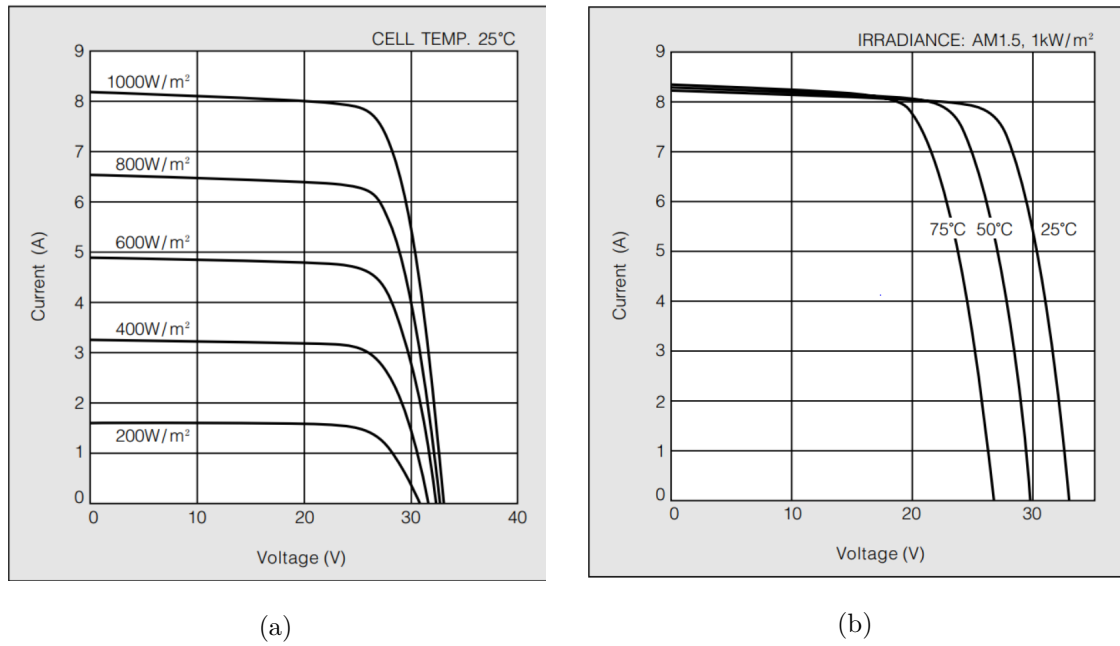 CELL TEMP. 25°C
9
8
7
6
5
4
3
2
1
0
1000W/m²
800W/m²
600W/m²
400W/m²
200W/m²
Current (A)
0 10 20 30 40
Voltage (V)
(a)
IRRADIANCE: AM1.5, 1kW/m²
9
8
7
6
5
4
3
2
1
0
75°C 50°C 25°C
Current (A)
0 10 20 30
Voltage (V)
(b)